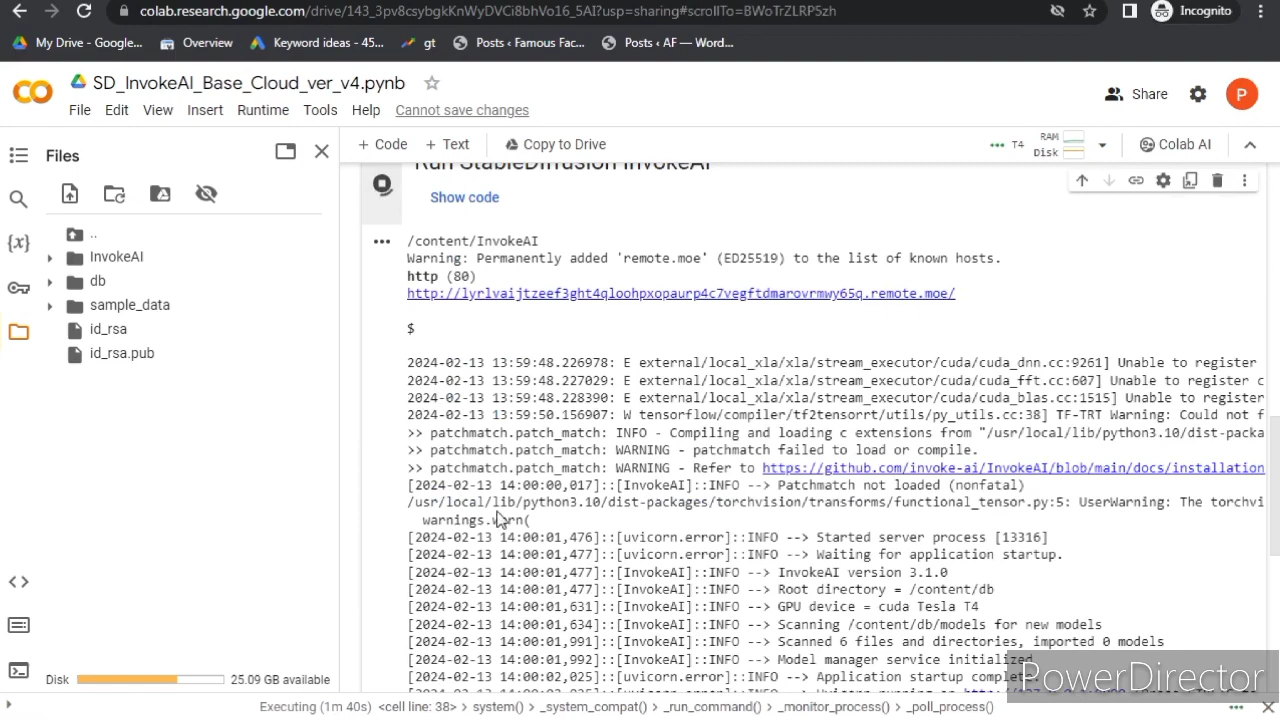 colab.research.google.com/drive/143_3pv8csybgkKnWyDVCi8bhVo16_5AI?usp=sharing#scrollTo=BWoTrZLRP5zh
Incognito
My Drive - Google...
Overview
Keyword ideas - 45...
gt
Posts ‹ Famous Fac...
Posts ‹ AF — Word...
SD_InvokeAI_Base_Cloud_ver_v4.pynb
File Edit View Insert Runtime Tools Help Cannot save changes
Share
P
Files
+ Code + Text
Copy to Drive
T4
RAM
Disk
Colab AI
Run StableDiffusion InvokeAI
Show code
..
InvokeAI
db
sample_data
id_rsa
id_rsa.pub
{x}
/content/InvokeAI
Warning: Permanently added 'remote.moe' (ED25519) to the list of known hosts.
http (80)
http://lyrlvaijtzeef3ght4qloohpxopaurp4c7vegftdmarovrmwy65q.remote.moe/
$
2024-02-13 13:59:48.226978: E external/local_xla/xla/stream_executor/cuda/cuda_dnn.cc:9261] Unable to register
2024-02-13 13:59:48.227029: E external/local_xla/xla/stream_executor/cuda/cuda_fft.cc:607] Unable to register c
2024-02-13 13:59:48.228390: E external/local_xla/xla/stream_executor/cuda/cuda_blas.cc:1515] Unable to register
2024-02-13 13:59:50.156907: W tensorflow/compiler/tf2tensorrt/utils/py_utils.cc:38] TF-TRT Warning: Could not f
>> patchmatch.patch_match: INFO - Compiling and loading c extensions from "/usr/local/lib/python3.10/dist-packa
>> patchmatch.patch_match: WARNING - patchmatch failed to load or compile.
>> patchmatch.patch_match: WARNING - Refer to https://github.com/invoke-ai/InvokeAI/blob/main/docs/installation
[2024-02-13 14:00:00,017]::[InvokeAI]::INFO --> Patchmatch not loaded (nonfatal)
/usr/local/lib/python3.10/dist-packages/torchvision/transforms/functional_tensor.py:5: UserWarning: The torchvi
warnings.warn(
[2024-02-13 14:00:01,476]::[uvicorn.error]::INFO --> Started server process [13316]
[2024-02-13 14:00:01,477]::[uvicorn.error]::INFO --> Waiting for application startup.
[2024-02-13 14:00:01,477]::[InvokeAI]::INFO --> InvokeAI version 3.1.0
[2024-02-13 14:00:01,477]::[InvokeAI]::INFO --> Root directory = /content/db
[2024-02-13 14:00:01,631]::[InvokeAI]::INFO --> GPU device = cuda Tesla T4
[2024-02-13 14:00:01,634]::[InvokeAI]::INFO --> Scanning /content/db/models for new models
[2024-02-13 14:00:01,991]::[InvokeAI]::INFO --> Scanned 6 files and directories, imported 0 models
[2024-02-13 14:00:01,992]::[InvokeAI]::INFO --> Model manager service initialized
[2024-02-13 14:00:02,025]::[uvicorn.error]::INFO --> Application startup complete.
Disk 25.09 GB available
PowerDirector
Executing (1m 40s) <cell line: 38> > system() > _system_compat() > _run_command() > _monitor_process() > _poll_process()